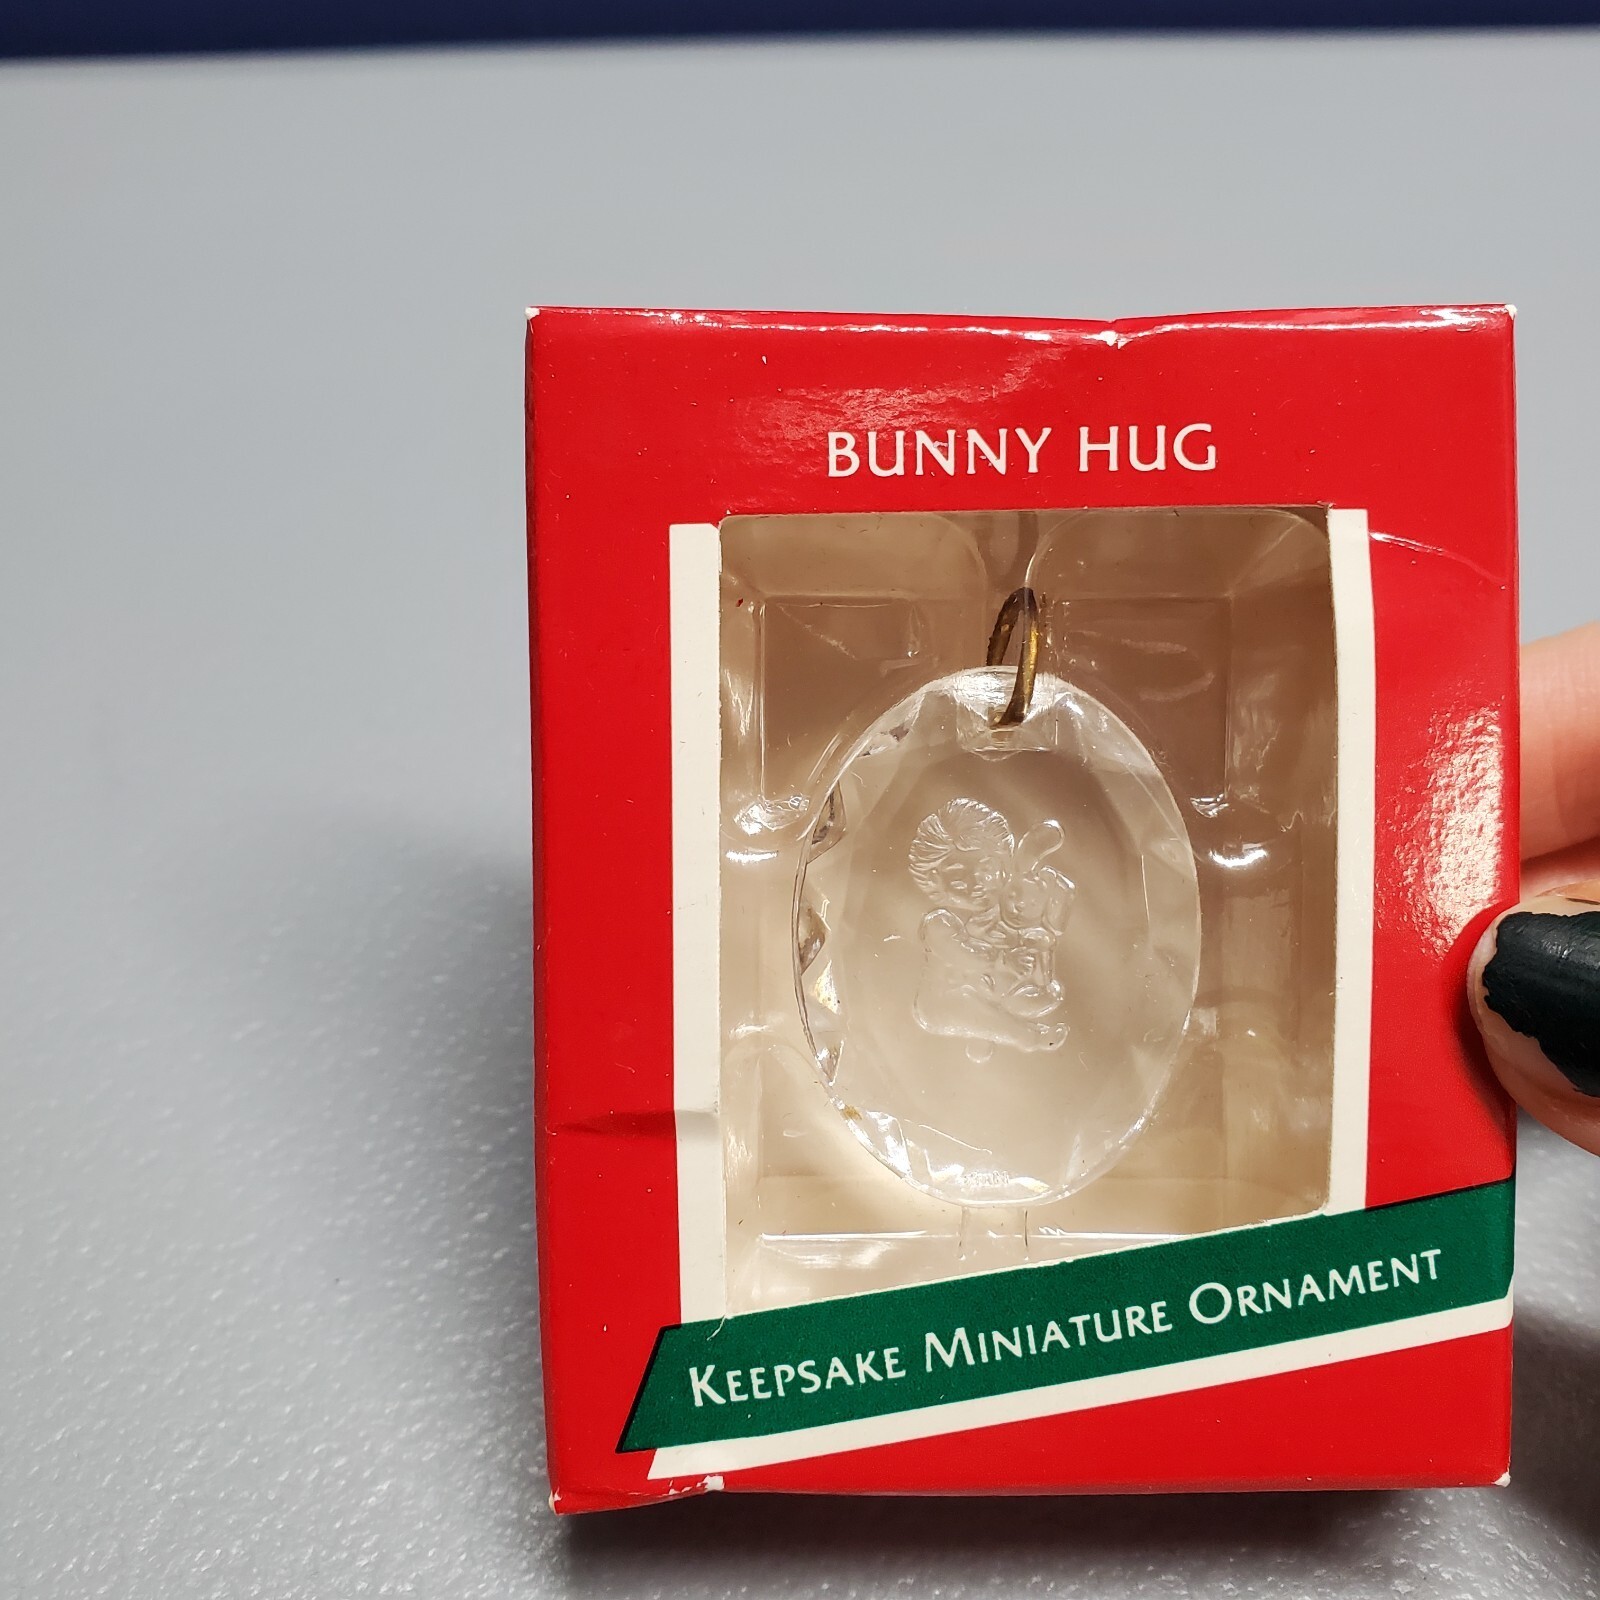 BUNNY HUG
KEEPSAKE MINIATURE ORNAMENT